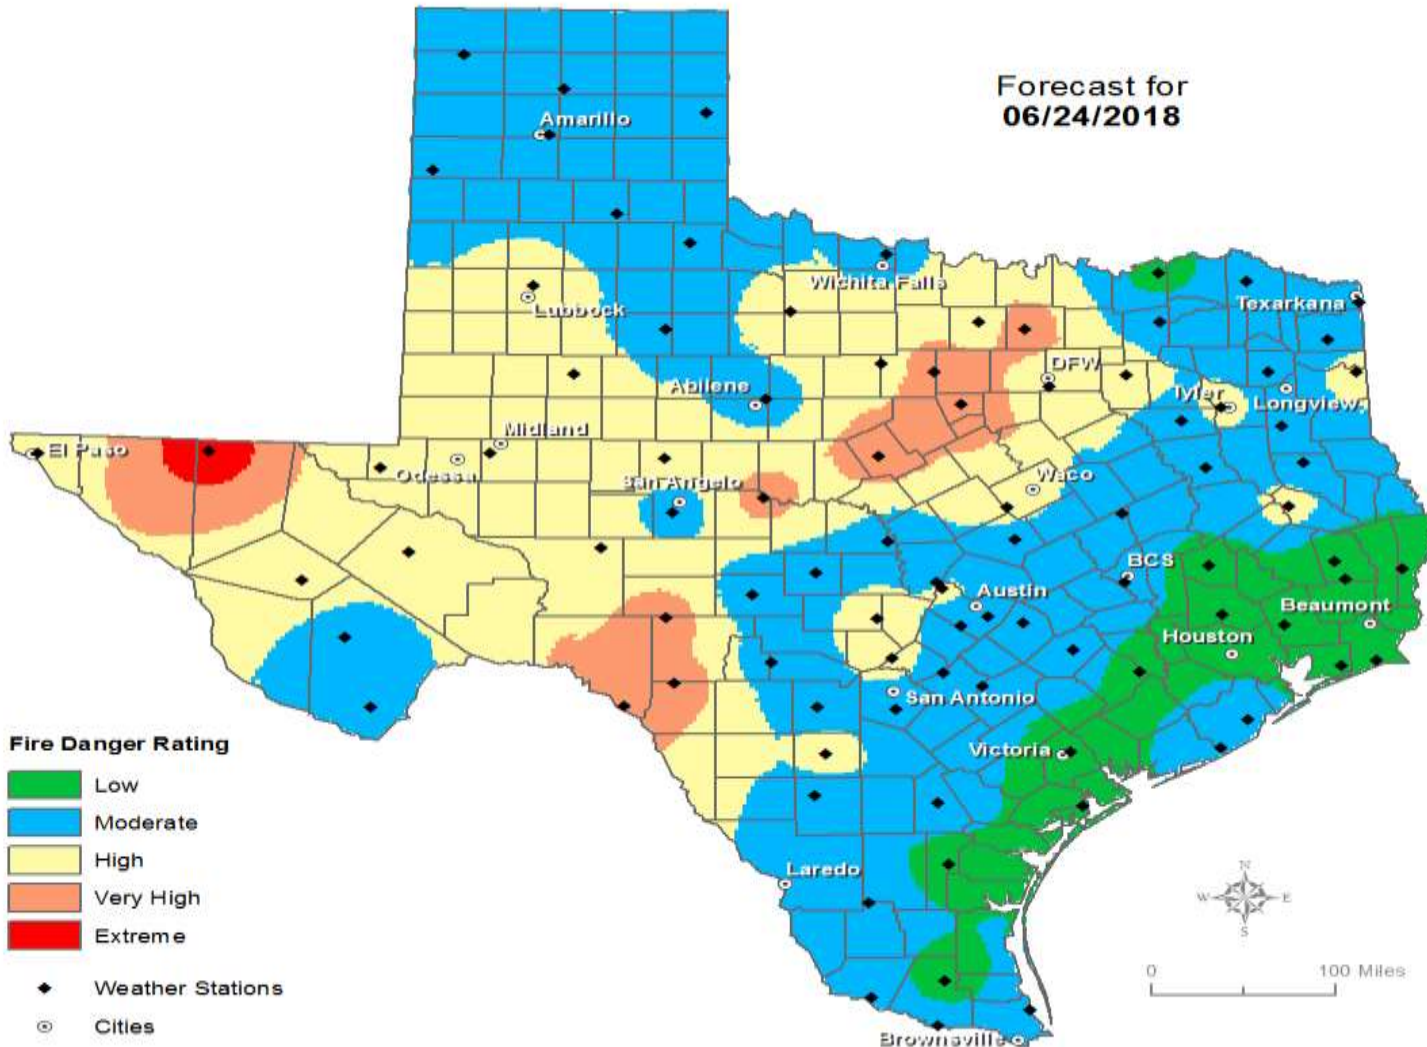 Forecast for
06/24/2018
Amarillo
Wichita Falls
Lubbock
Texarkana
DFW
Abilene
Tyler
Longview
Midland
El Paso
Odessa
San Angelo
Waco
BCS
Austin
Beaumont
Houston
San Antonio
Victoria
Laredo
Brownsville
Fire Danger Rating
Low
Moderate
High
Very High
Extreme
Weather Stations
Cities
N
W E
S
0 100 Miles